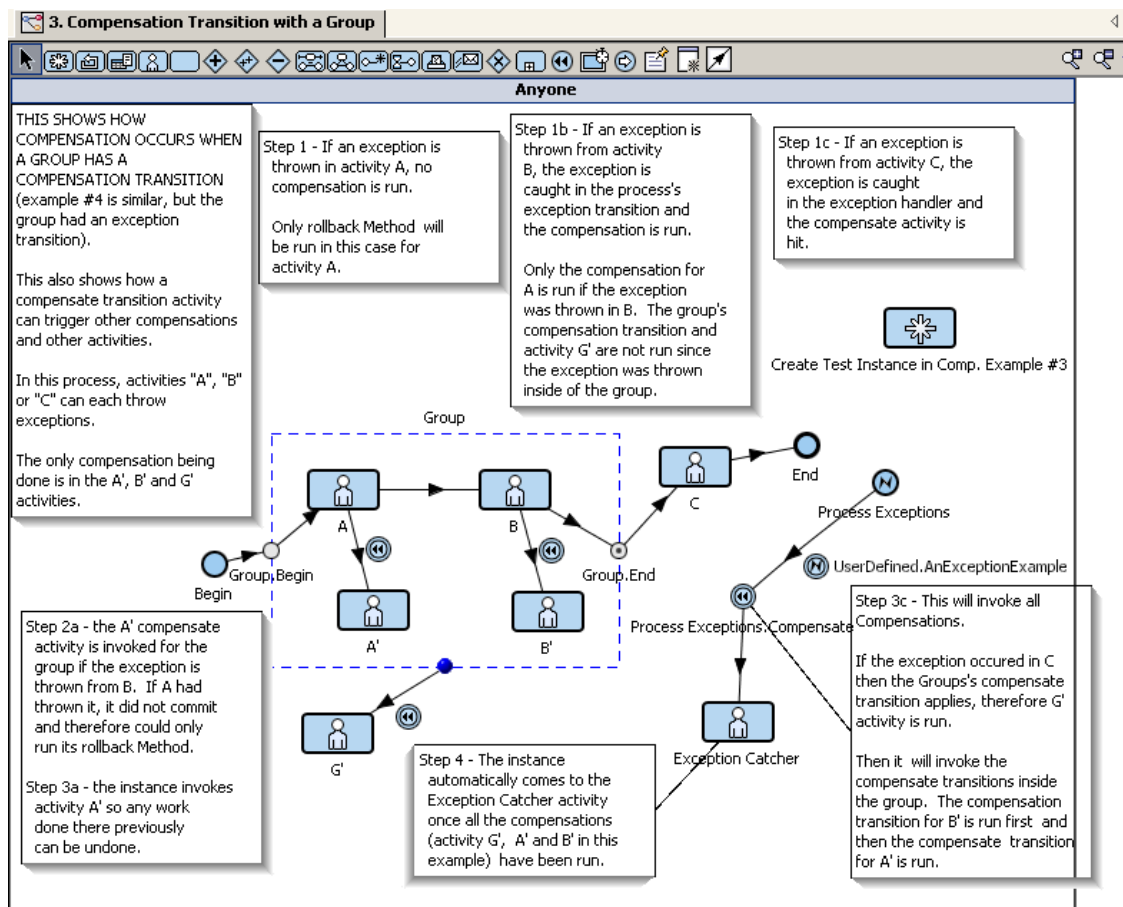 3. Compensation Transition with a Group
Anyone
THIS SHOWS HOW
COMPENSATION OCCURS WHEN
A GROUP HAS A
COMPENSATION TRANSITION
(example #4 is similar, but the
group had an exception
transition).
This also shows how a
compensate transition activity
can trigger other compensations
and other activities.
In this process, activities "A", "B"
or "C" can each throw
exceptions.
The only compensation being
done is in the A', B' and G'
activities.
Step 1 - If an exception is
thrown in activity A, no
compensation is run.
Only rollback Method will
be run in this case for
activity A.
Step 1b - If an exception is
thrown from activity
B, the exception is
caught in the process's
exception transition and
the compensation is run.
Only the compensation for
A is run if the exception
was thrown in B. The group's
compensation transition and
activity G' are not run since
the exception was thrown
inside of the group.
Step 1c - If an exception is
thrown from activity C, the
exception is caught
in the exception handler and
the compensate activity is
hit.
Create Test Instance in Comp. Example #3
Group
A
B
C
End
Process Exceptions
Begin
Group.Begin
Group.End
UserDefined.AnExceptionExample
A'
B'
Process Exceptions.Compensate
G'
Exception Catcher
Step 2a - the A' compensate
activity is invoked for the
group if the exception is
thrown from B. If A had
thrown it, it did not commit
and therefore could only
run its rollback Method.
Step 3a - the instance invokes
activity A' so any work
done there previously
can be undone.
Step 4 - The instance
automatically comes to the
Exception Catcher activity
once all the compensations
(activity G', A' and B' in this
example) have been run.
Step 3c - This will invoke all
Compensations.
If the exception occured in C
then the Groups's compensate
transition applies, therefore G'
activity is run.
Then it will invoke the
compensate transitions inside
the group. The compensation
transition for B' is run first and
then the compensate transition
for A' is run.